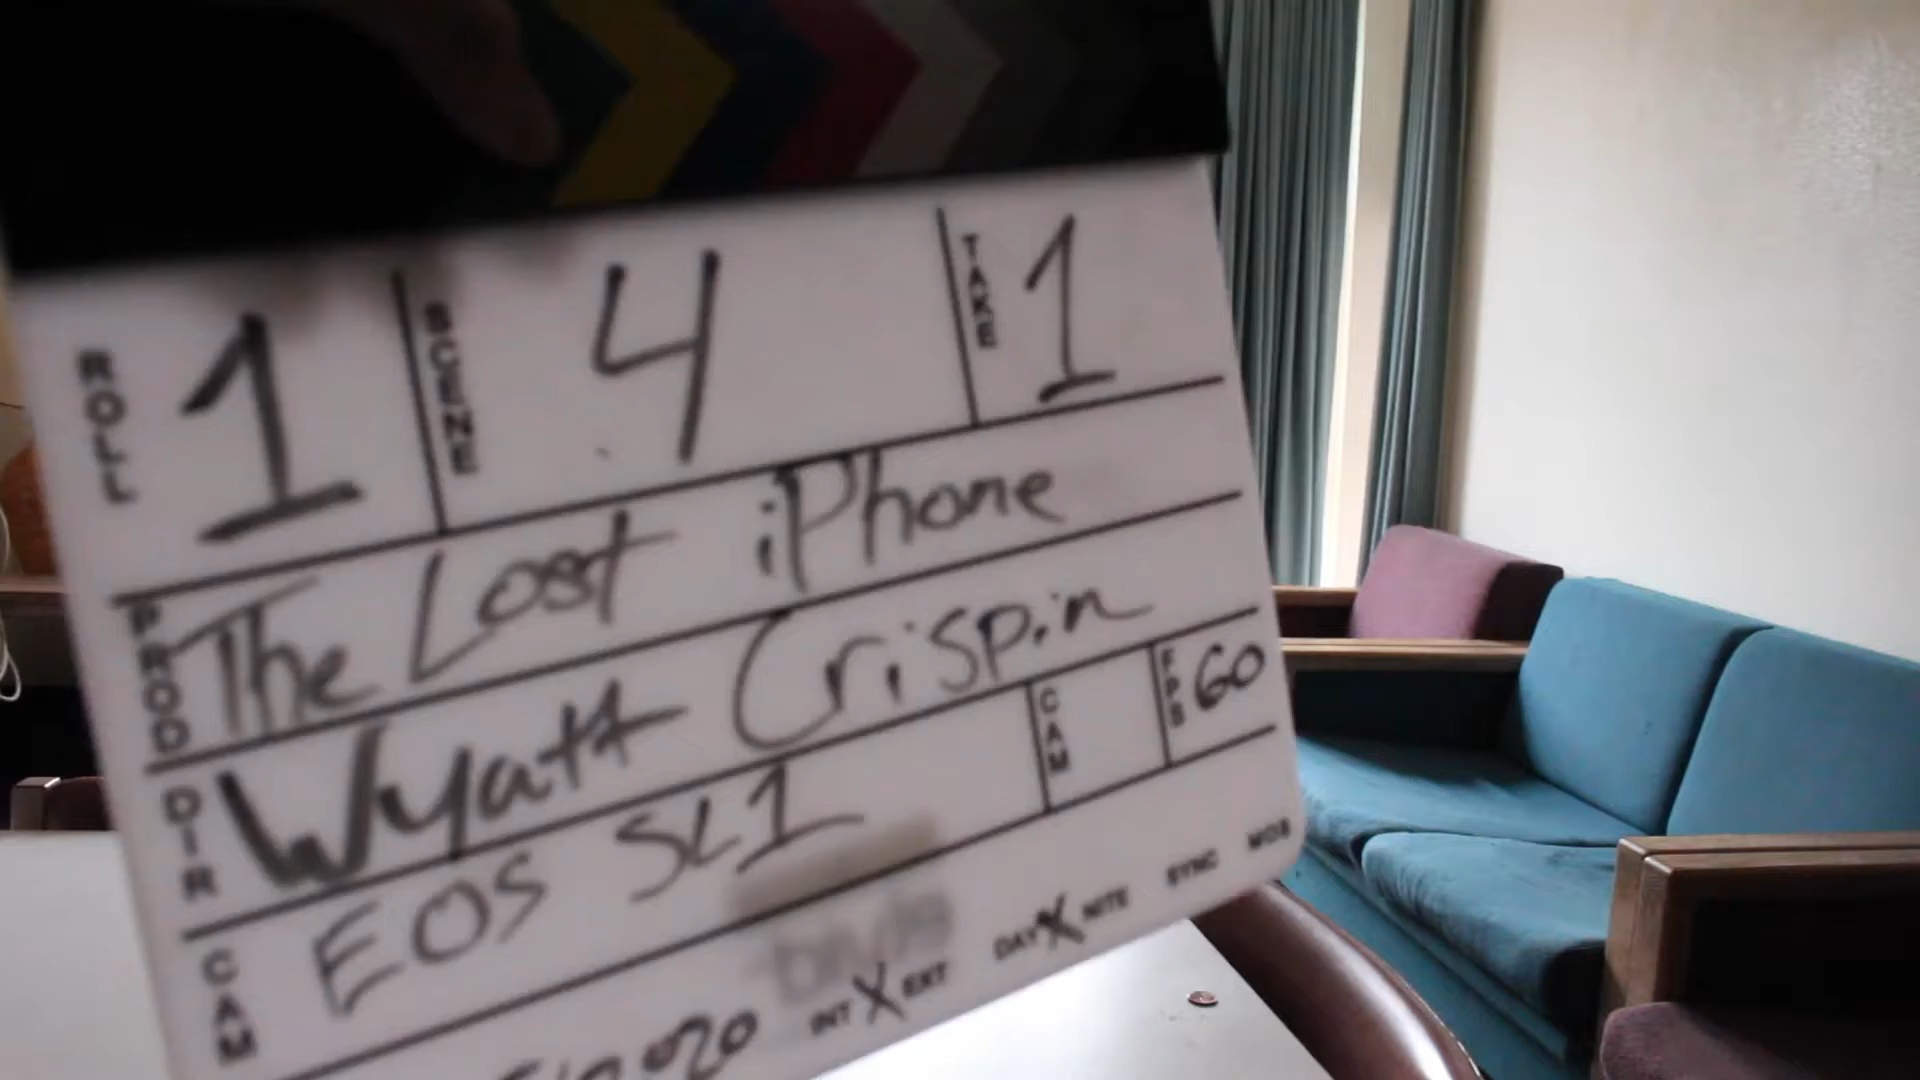 ROLL 1 SCENE 4 TAKE 1
PROD The Lost iPhone
DIR Wyatt Crispin
CAM EOS SL1 CAM FPS 60
INT X EXT DAY X NITE SYNC MOS